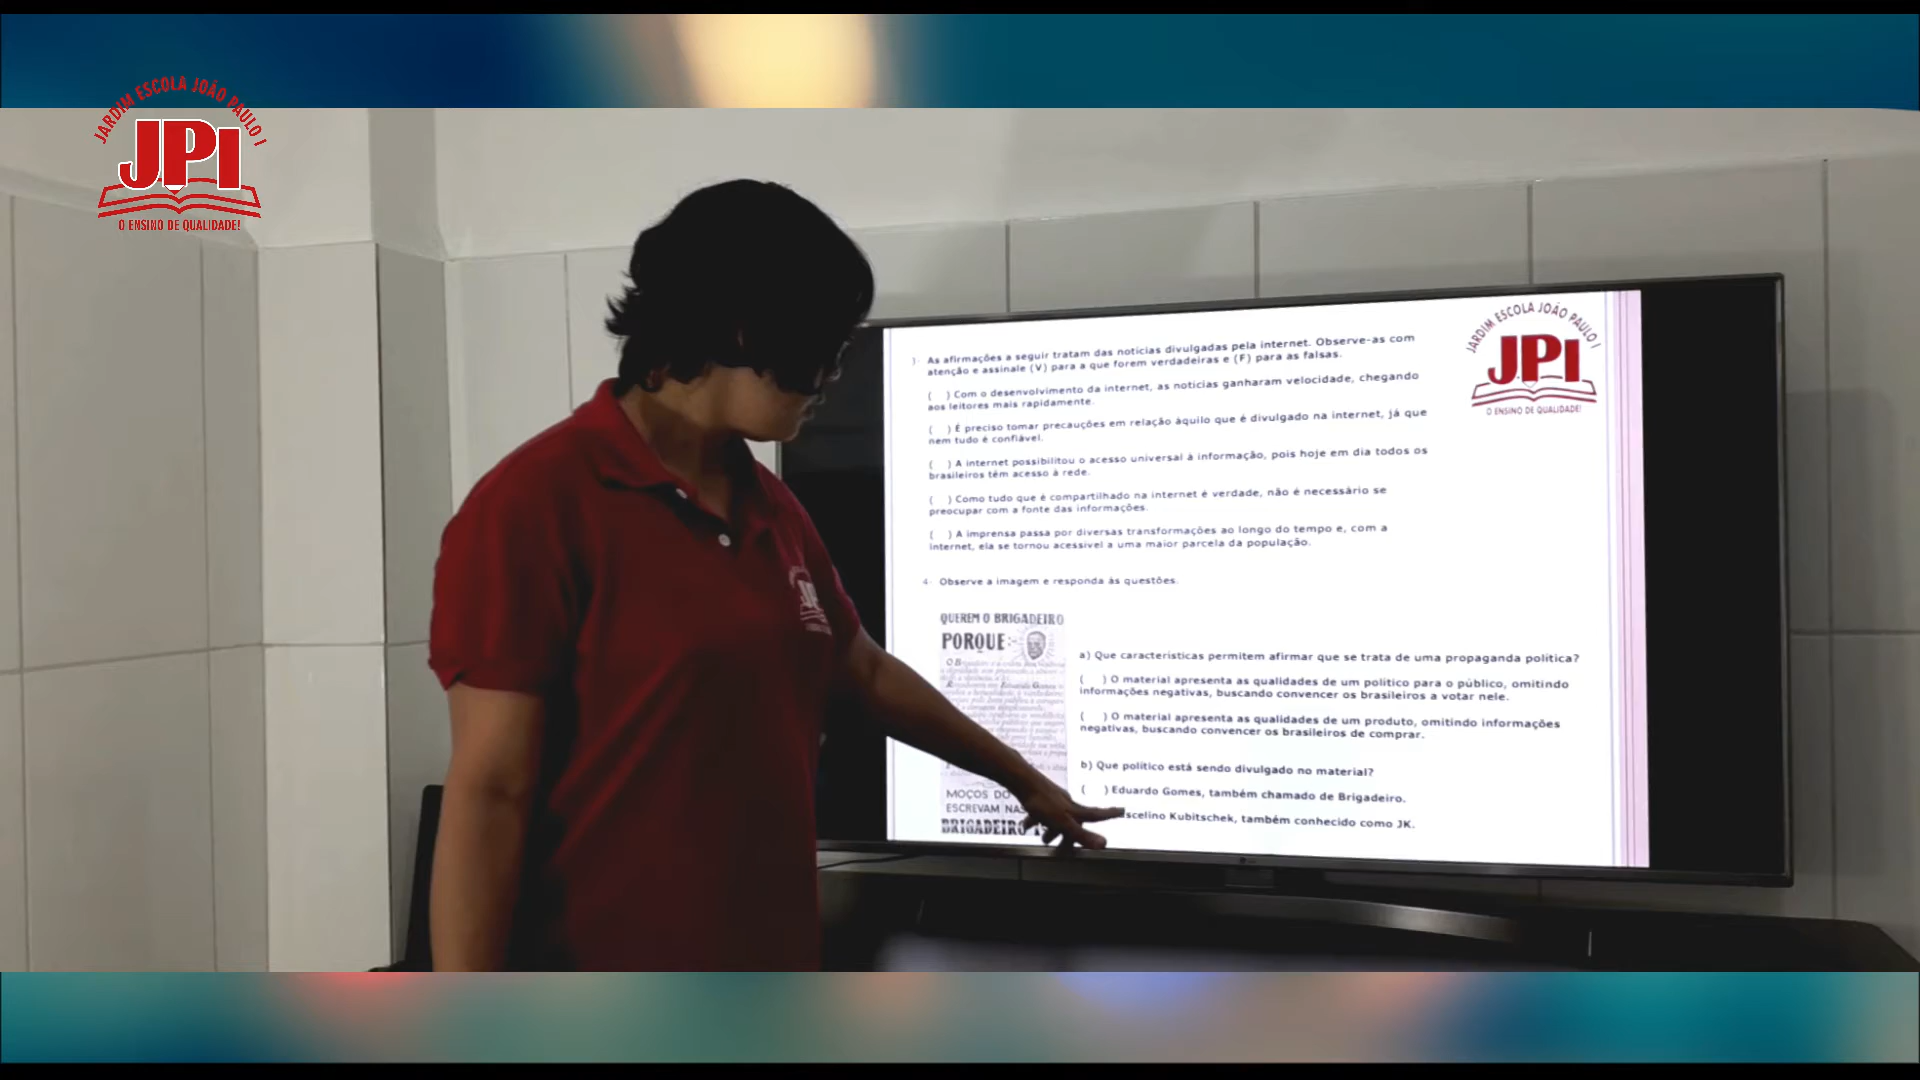 JARDIM ESCOLA JOÃO PAULO I
JPI
O ENSINO DE QUALIDADE!
JARDIM ESCOLA JOÃO PAULO I
JPI
O ENSINO DE QUALIDADE!
3- As afirmações a seguir tratam das notícias divulgadas pela internet. Observe-as com
atenção e assinale (V) para a que forem verdadeiras e (F) para as falsas.
( ) Com o desenvolvimento da internet, as notícias ganharam velocidade, chegando
aos leitores mais rapidamente.
( ) É preciso tomar precauções em relação àquilo que é divulgado na internet, já que
nem tudo é confiável.
( ) A internet possibilitou o acesso universal à informação, pois hoje em dia todos os
brasileiros têm acesso à rede.
( ) Como tudo que é compartilhado na internet é verdade, não é necessário se
preocupar com a fonte das informações.
( ) A imprensa passa por diversas transformações ao longo do tempo e, com a
internet, ela se tornou acessível a uma maior parcela da população.
4- Observe a imagem e responda às questões.
QUEREM O BRIGADEIRO
PORQUE:-
MOÇOS DO
ESCREVAM NAS
BRIGADEIRO
a) Que características permitem afirmar que se trata de uma propaganda política?
( ) O material apresenta as qualidades de um político para o público, omitindo
informações negativas, buscando convencer os brasileiros a votar nele.
( ) O material apresenta as qualidades de um produto, omitindo informações
negativas, buscando convencer os brasileiros de comprar.
b) Que político está sendo divulgado no material?
( ) Eduardo Gomes, também chamado de Brigadeiro.
scelino Kubitschek, também conhecido como JK.